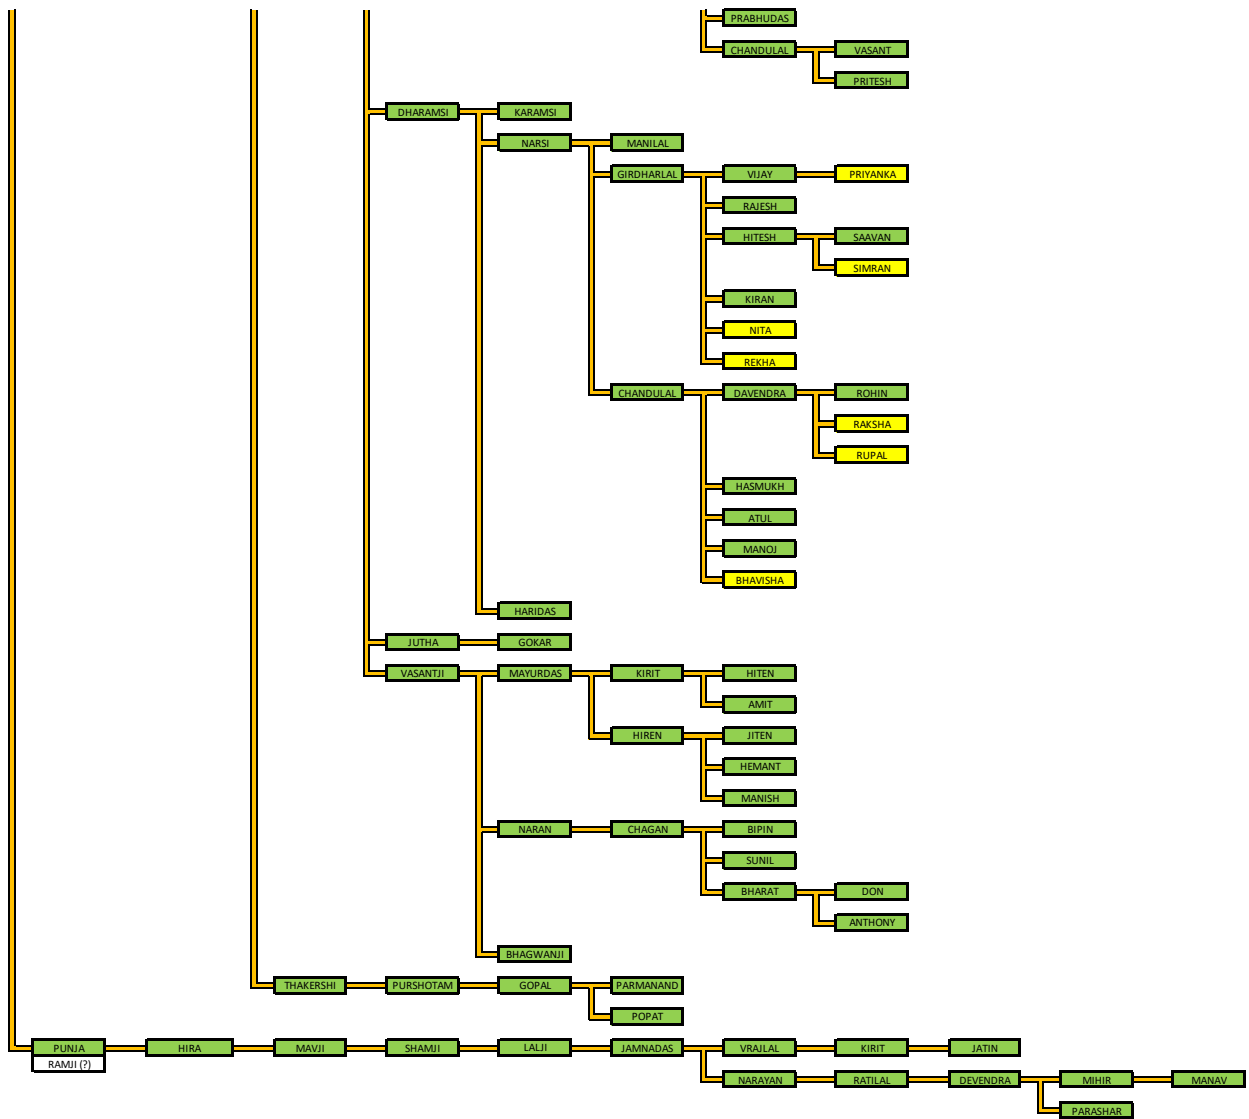 PRABHUDAS
CHANDULAL VASANT
PRITESH
DHARAMSI KARAMSI
NARSI MANILAL
GIRDHARLAL VIJAY PRIYANKA
RAJESH
HITESH SAAVAN
SIMRAN
KIRAN
NITA
REKHA
CHANDULAL DAVENDRA ROHIN
RAKSHA
RUPAL
HASMUKH
ATUL
MANOJ
BHAVISHA
HARIDAS
JUTHA GOKAR
VASANTJI MAYURDAS KIRIT HITEN
AMIT
HIREN JITEN
HEMANT
MANISH
NARAN CHAGAN BIPIN
SUNIL
BHARAT DON
ANTHONY
BHAGWANJI
THAKERSHI PURSHOTAM GOPAL PARMANAND
POPAT
PUNJA HIRA MAVJI SHAMJI LALJI JAMNADAS VRAJLAL KIRIT JATIN
RAMJI (?)
NARAYAN RATILAL DEVENDRA MIHIR MANAV
PARASHAR